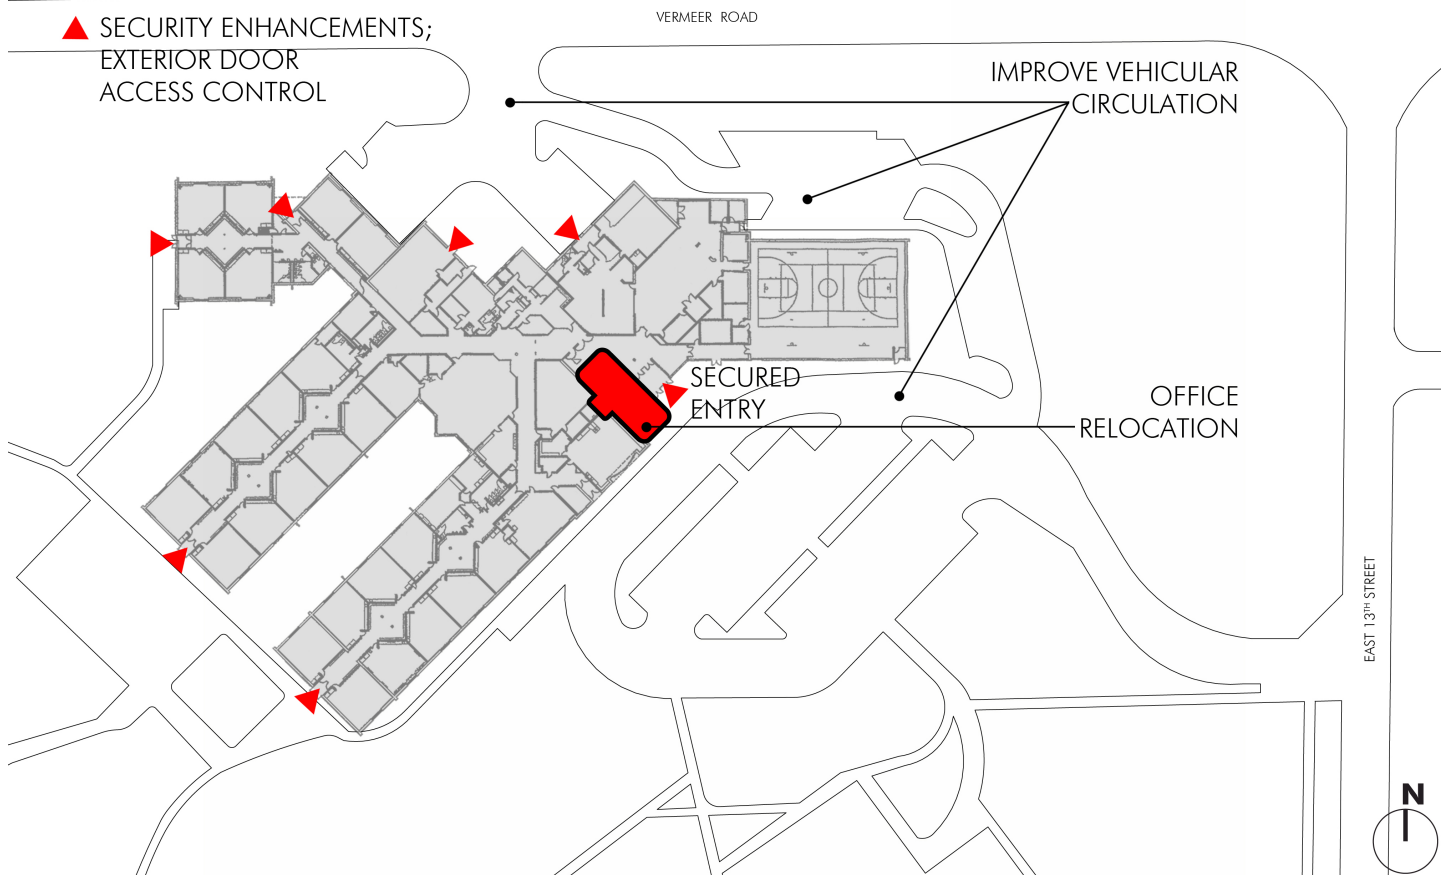 VERMEER ROAD
SECURITY ENHANCEMENTS;
EXTERIOR DOOR
ACCESS CONTROL
IMPROVE VEHICULAR
CIRCULATION
SECURED
ENTRY
OFFICE
RELOCATION
EAST 13TH STREET
N